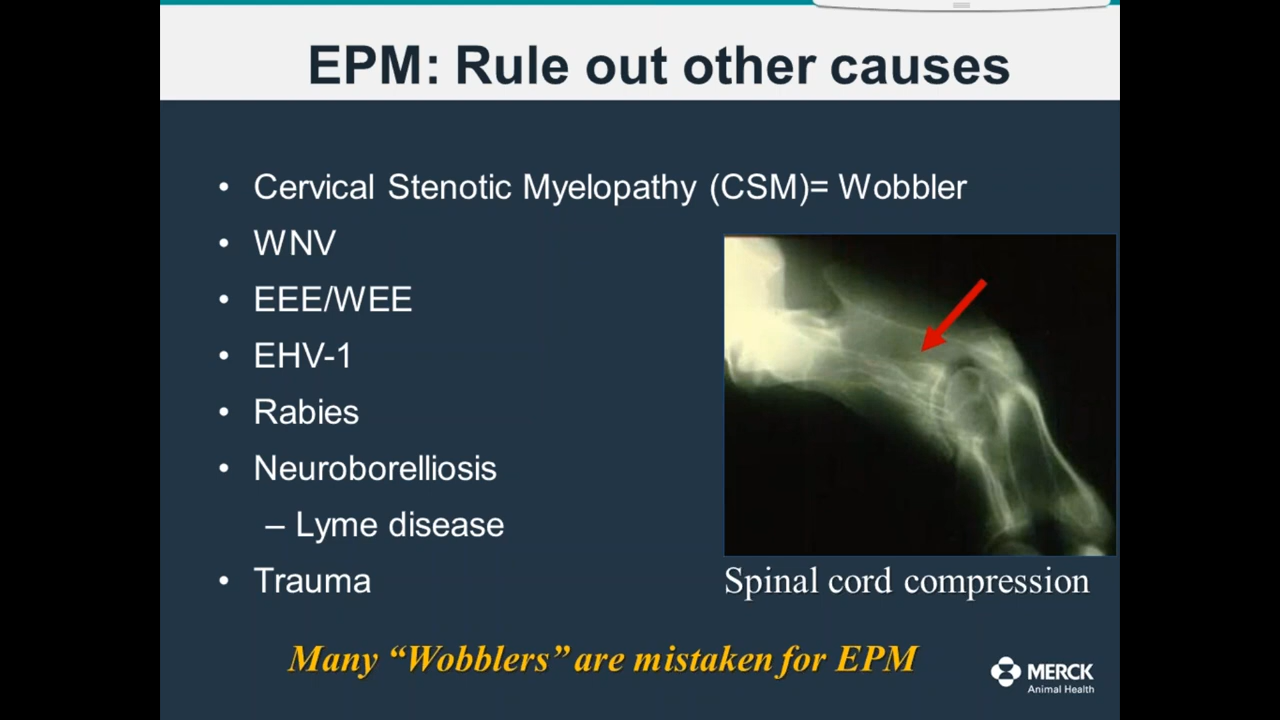 EPM: Rule out other causes
• Cervical Stenotic Myelopathy (CSM)= Wobbler
• WNV
• EEE/WEE
• EHV-1
• Rabies
• Neuroborelliosis
– Lyme disease
• Trauma
Spinal cord compression
Many “Wobblers” are mistaken for EPM
MERCK
Animal Health